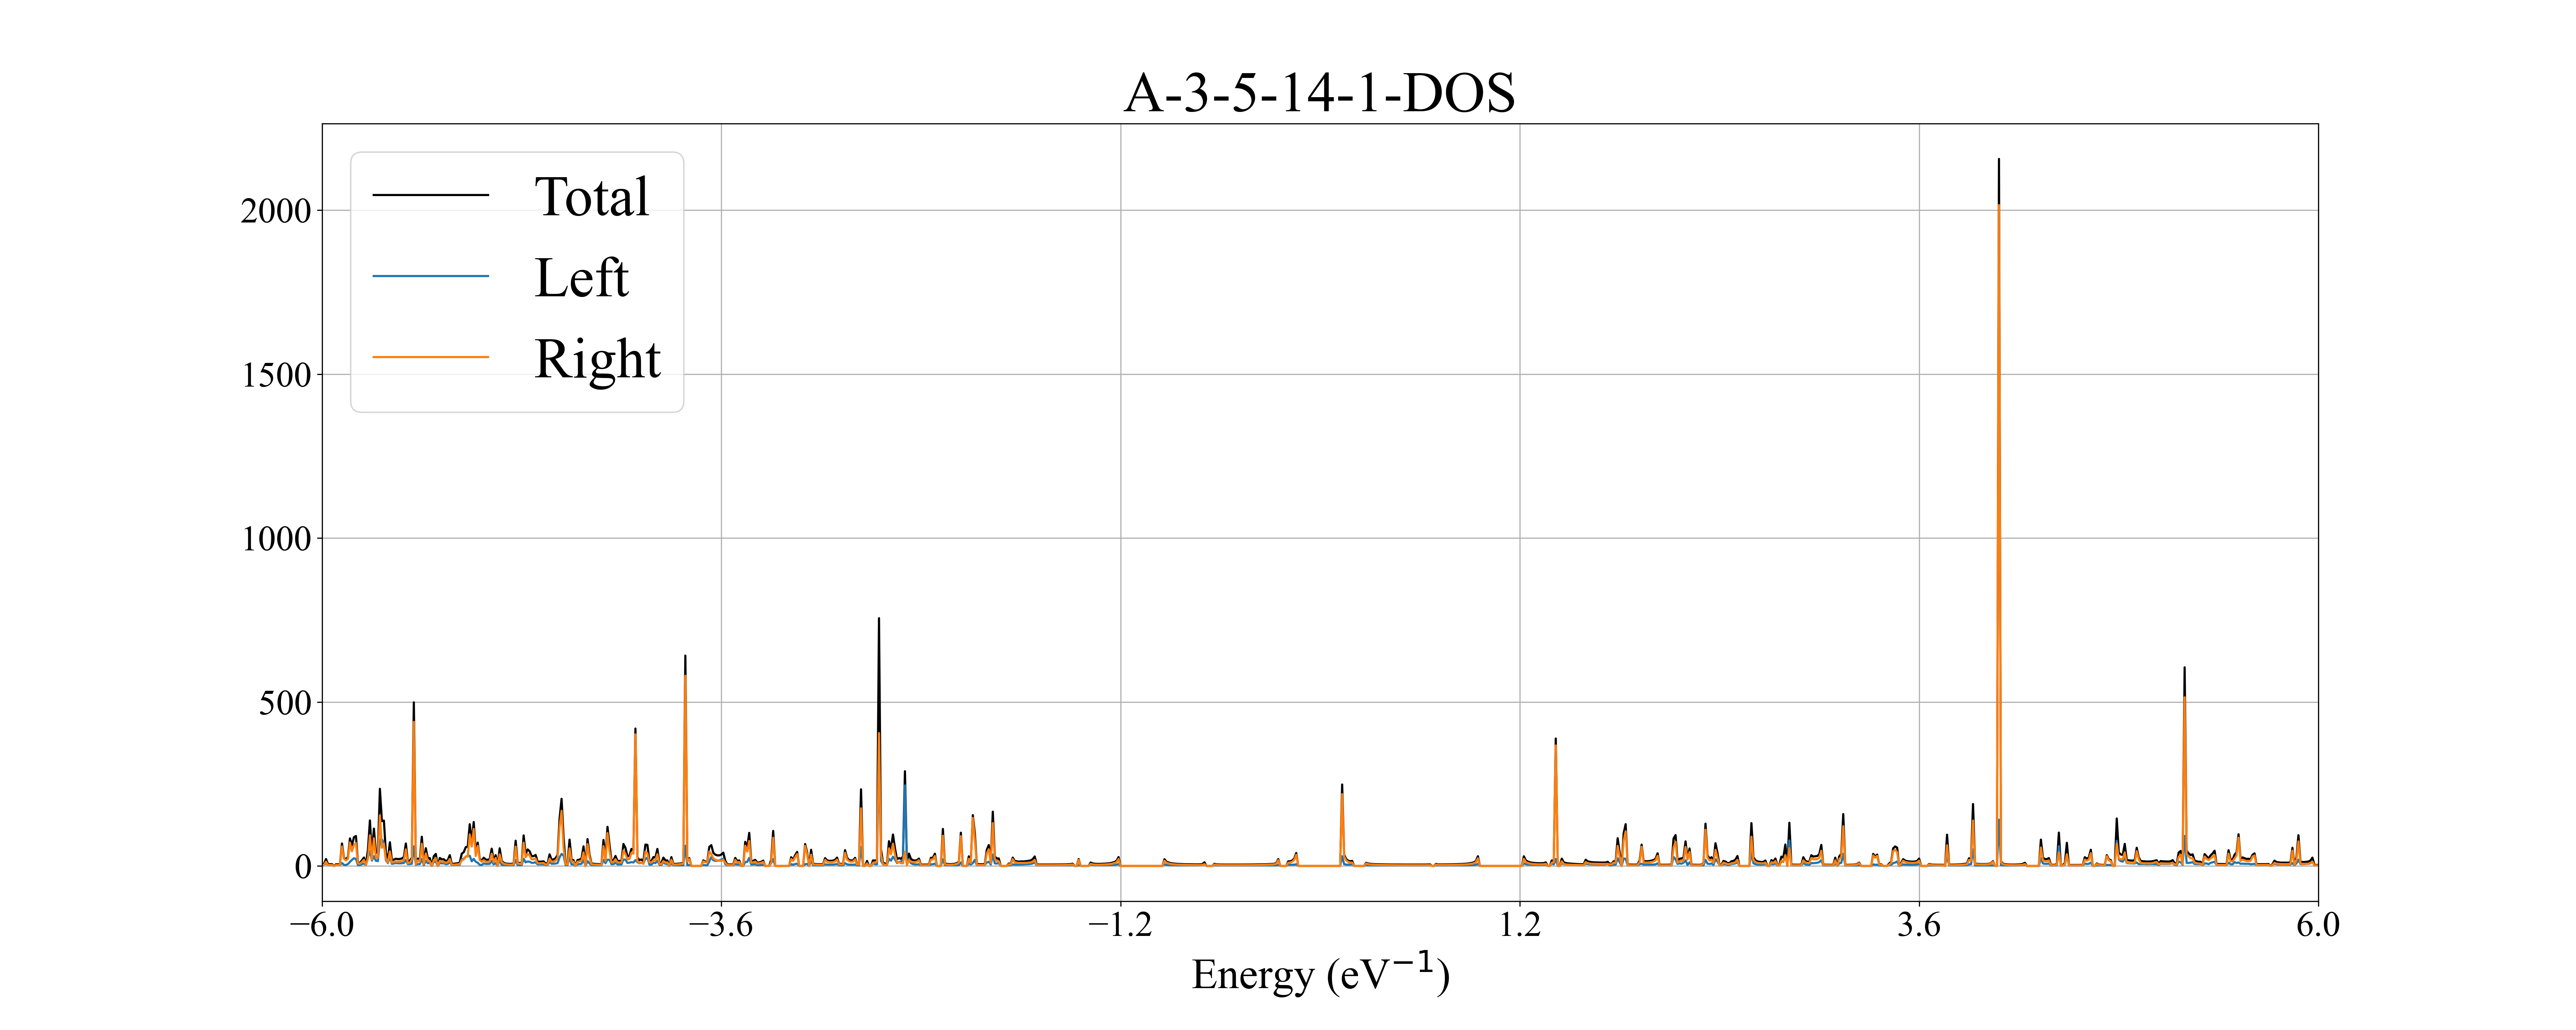 A-3-5-14-1-DOS
Total
Left
Right
2000
1500
1000
500
0
−6.0 −3.6 −1.2 1.2 3.6 6.0
Energy (eV⁻¹)